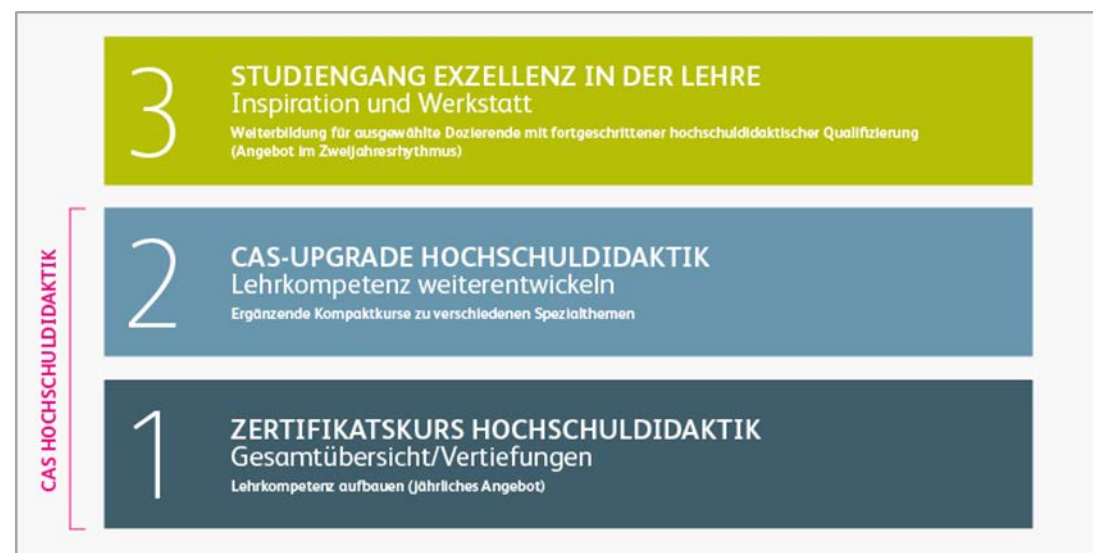 3
STUDIENGANG EXZELLENZ IN DER LEHRE
Inspiration und Werkstatt
Weiterbildung für ausgewählte Dozierende mit fortgeschrittener hochschuldidaktischer Qualifizierung
(Angebot im Zweijahresrhythmus)
CAS HOCHSCHULDIDAKTIK
2
CAS-UPGRADE HOCHSCHULDIDAKTIK
Lehrkompetenz weiterentwickeln
Ergänzende Kompaktkurse zu verschiedenen Spezialthemen
1
ZERTIFIKATSKURS HOCHSCHULDIDAKTIK
Gesamtübersicht/Vertiefungen
Lehrkompetenz aufbauen (jährliches Angebot)